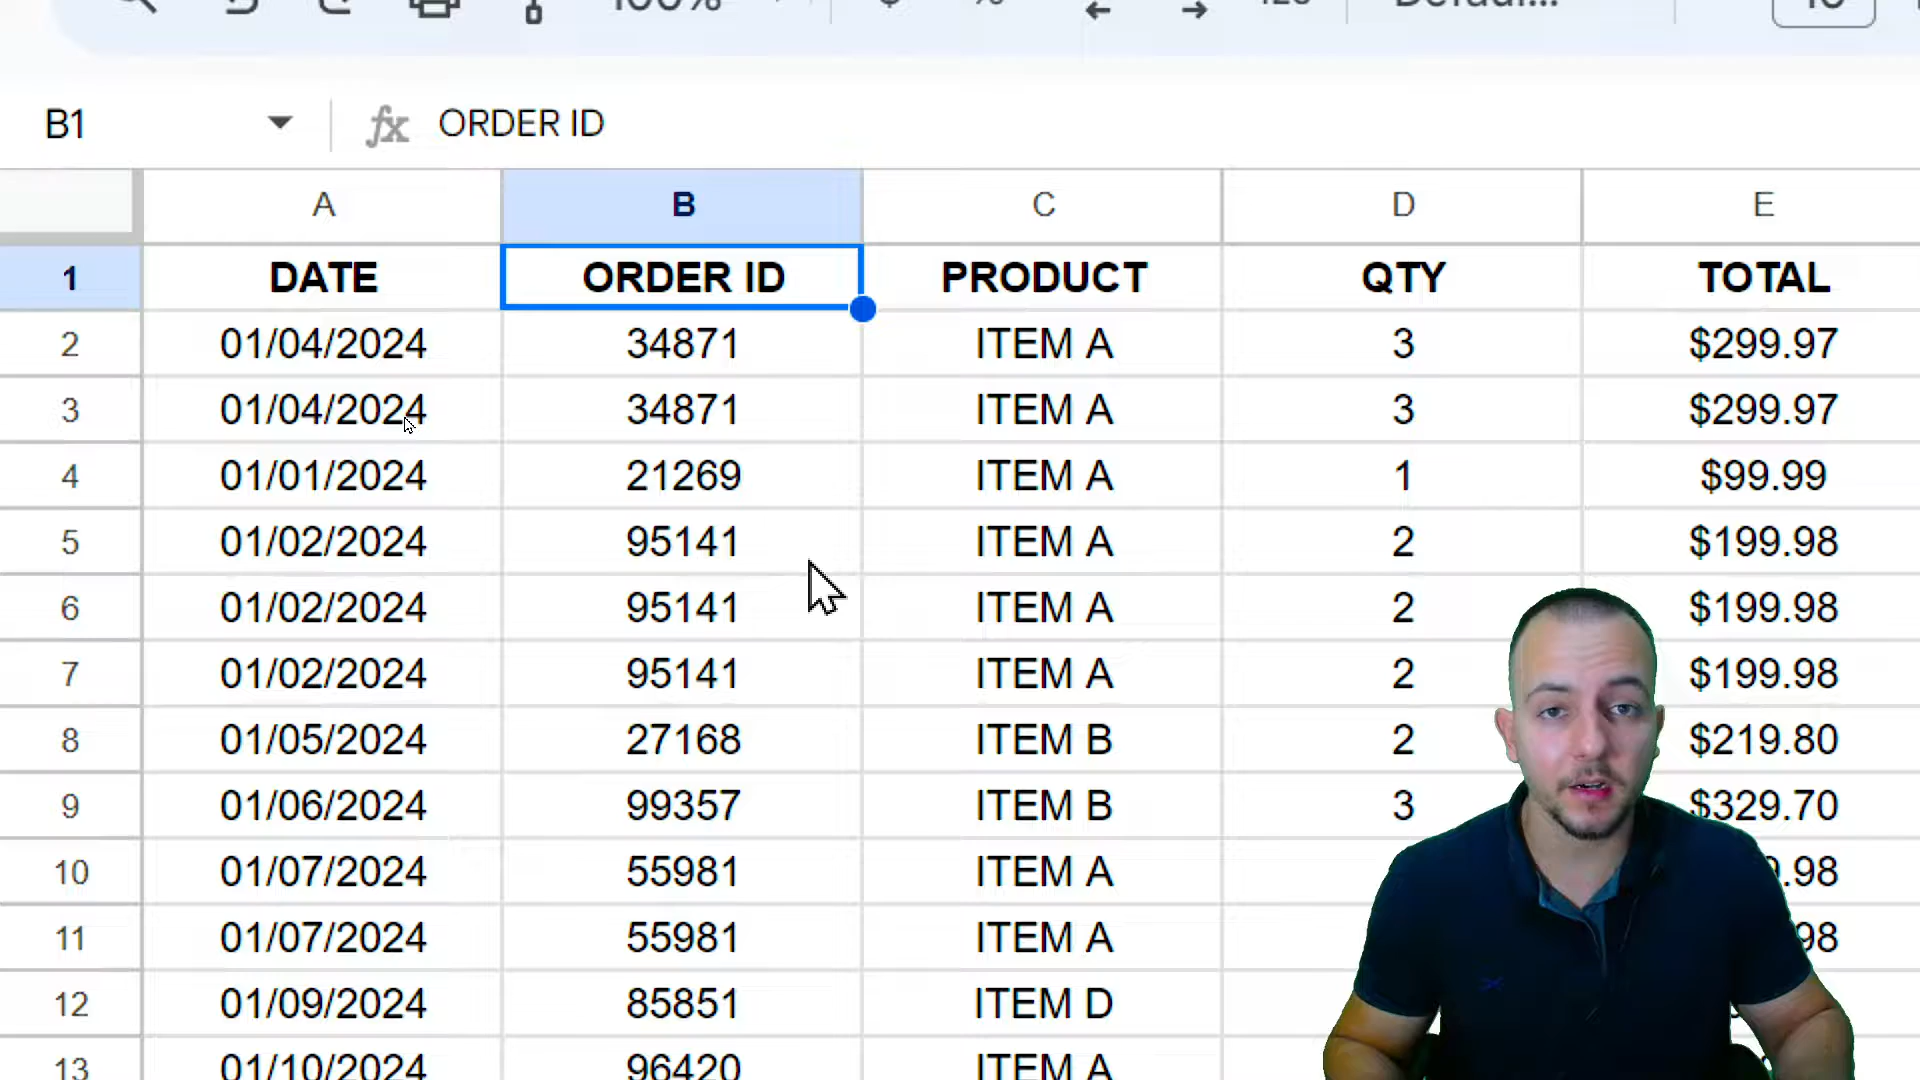 100%
B1 fx ORDER ID
A B C D E
1 DATE ORDER ID PRODUCT QTY TOTAL
2 01/04/2024 34871 ITEM A 3 $299.97
3 01/04/2024 34871 ITEM A 3 $299.97
4 01/01/2024 21269 ITEM A 1 $99.99
5 01/02/2024 95141 ITEM A 2 $199.98
6 01/02/2024 95141 ITEM A 2 $199.98
7 01/02/2024 95141 ITEM A 2 $199.98
8 01/05/2024 27168 ITEM B 2 $219.80
9 01/06/2024 99357 ITEM B 3 $329.70
10 01/07/2024 55981 ITEM A .98
11 01/07/2024 55981 ITEM A 98
12 01/09/2024 85851 ITEM D
13 01/10/2024 96420 ITEM A